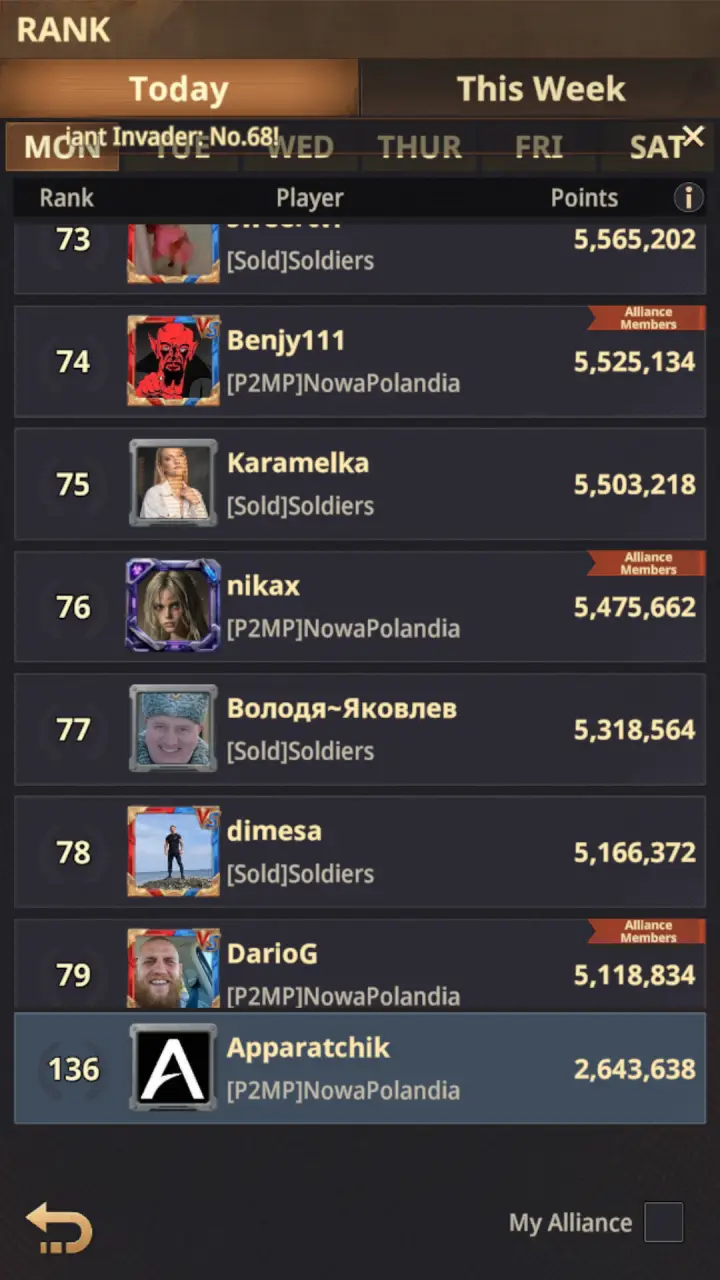 RANK
Today
This Week
iant Invader: No.68!
MON
TUE
WED
THUR
FRI
SAT
Rank
Player
Points
73
[Sold]Soldiers
5,565,202
74
Benjy111
[P2MP]NowaPolandia
Alliance
Members
5,525,134
75
Karamelka
[Sold]Soldiers
5,503,218
76
nikax
[P2MP]NowaPolandia
Alliance
Members
5,475,662
77
Володя~Яковлев
[Sold]Soldiers
5,318,564
78
dimesa
[Sold]Soldiers
5,166,372
79
DarioG
[P2MP]NowaPolandia
Alliance
Members
5,118,834
136
Apparatchik
[P2MP]NowaPolandia
2,643,638
My Alliance